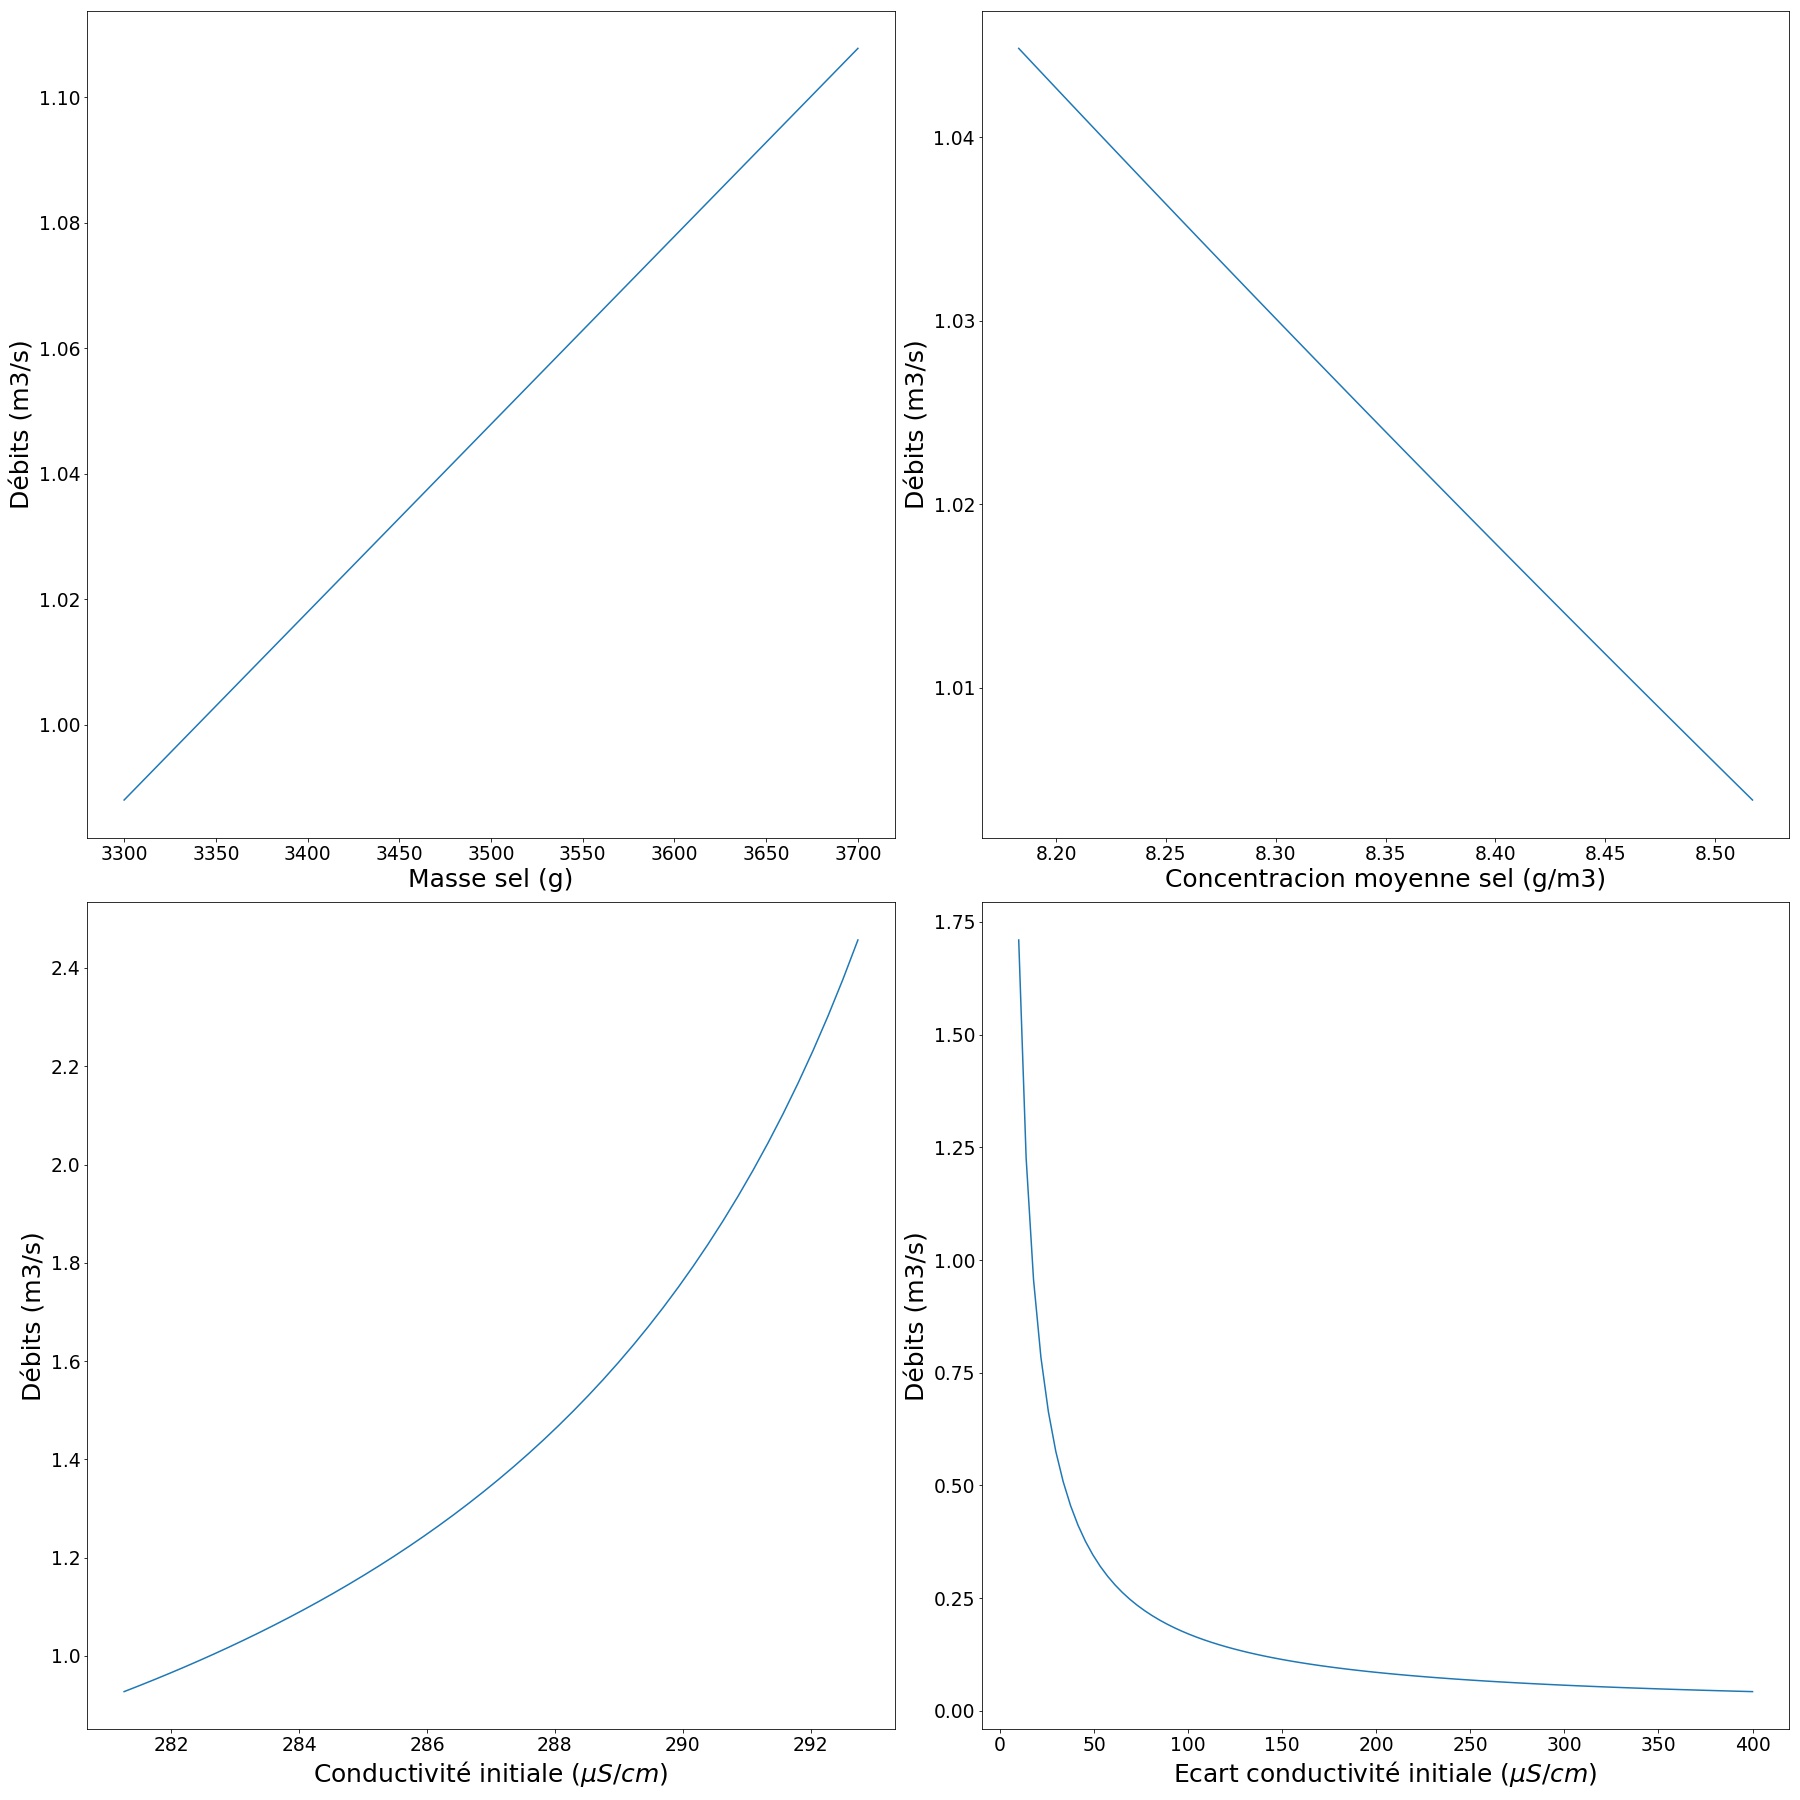 1.10
1.08
1.06
1.04
1.02
1.00
Débits (m3/s)
3300 3350 3400 3450 3500 3550 3600 3650 3700
Masse sel (g)
1.04
1.03
1.02
1.01
Débits (m3/s)
8.20 8.25 8.30 8.35 8.40 8.45 8.50
Concentracion moyenne sel (g/m3)
2.4
2.2
2.0
1.8
1.6
1.4
1.2
1.0
Débits (m3/s)
282 284 286 288 290 292
Conductivité initiale (μS/cm)
1.75
1.50
1.25
1.00
0.75
0.50
0.25
0.00
Débits (m3/s)
0 50 100 150 200 250 300 350 400
Ecart conductivité initiale (μS/cm)